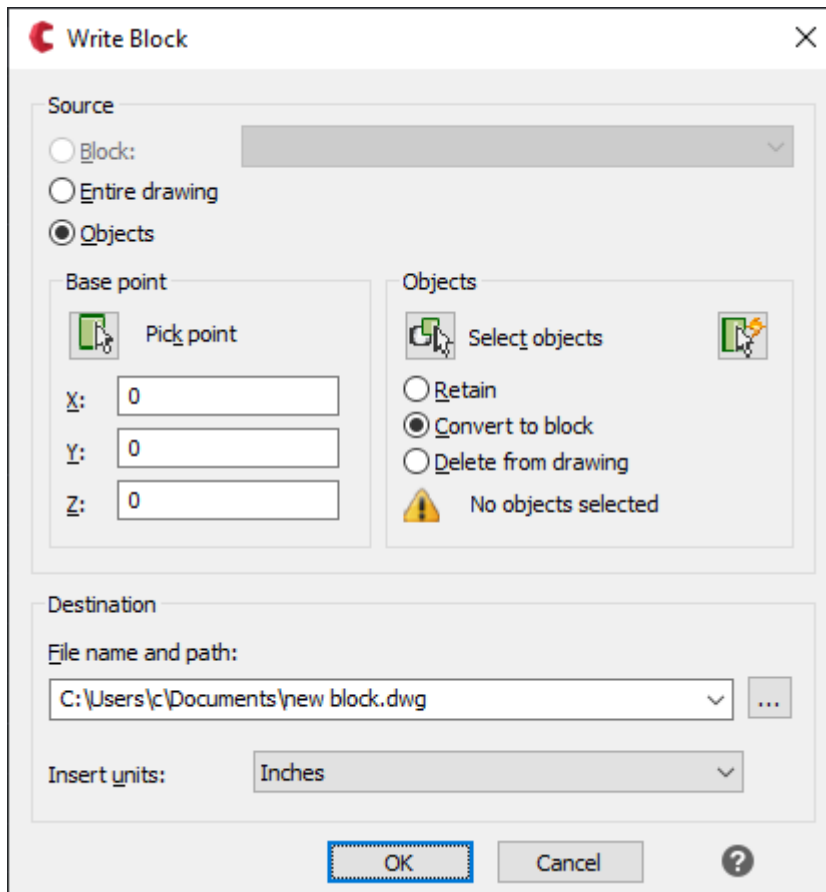 Write Block
Source
Block:
Entire drawing
Objects
Base point
Pick point
X: 0
Y: 0
Z: 0
Objects
Select objects
Retain
Convert to block
Delete from drawing
No objects selected
Destination
File name and path:
C:\Users\c\Documents\new block.dwg
...
Insert units: Inches
OK Cancel ?